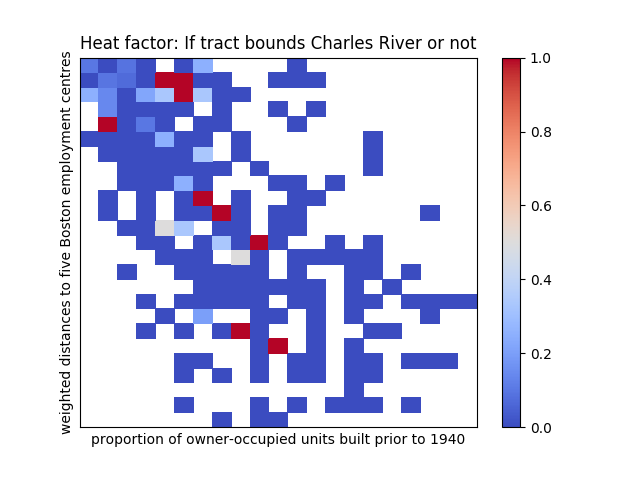 Heat factor: If tract bounds Charles River or not
weighted distances to five Boston employment centres
proportion of owner-occupied units built prior to 1940
1.0
0.8
0.6
0.4
0.2
0.0